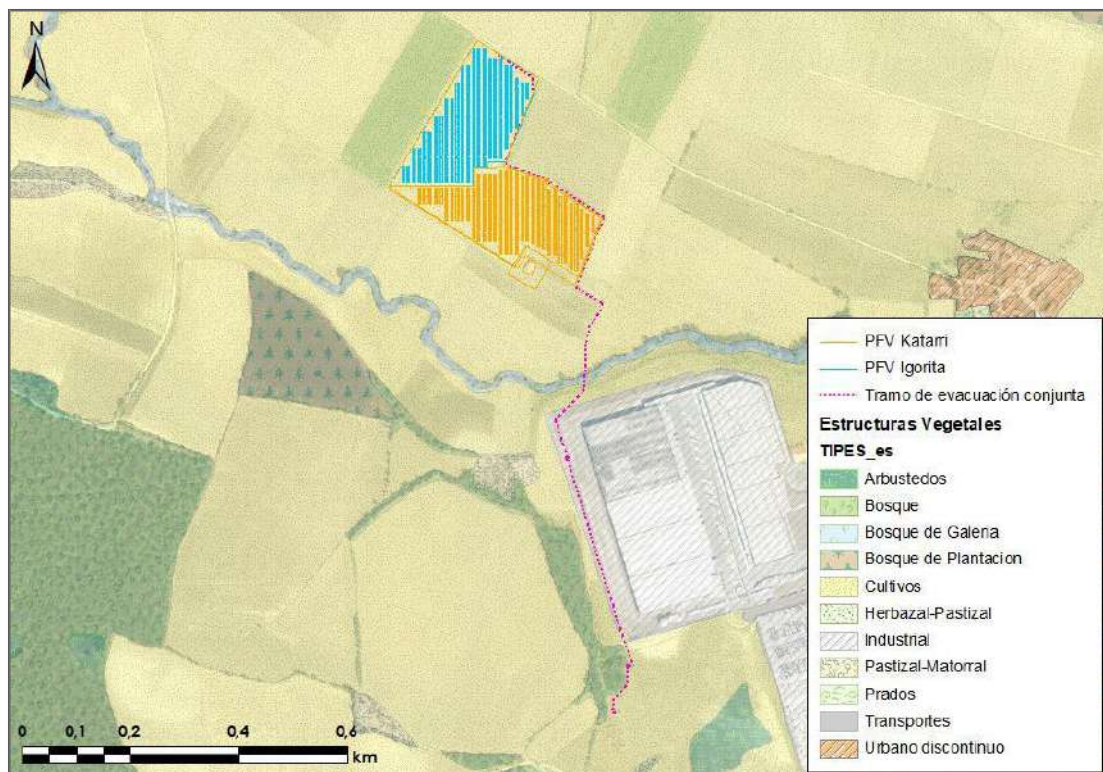 N
PFV Katarri
PFV Igorita
Tramo de evacuación conjunta
Estructuras Vegetales
TIPES_es
Arbustedos
Bosque
Bosque de Galeria
Bosque de Plantacion
Cultivos
Herbazal-Pastizal
Industrial
Pastizal-Matorral
Prados
Transportes
Urbano discontinuo
0 0,1 0,2 0,4 0,6
km